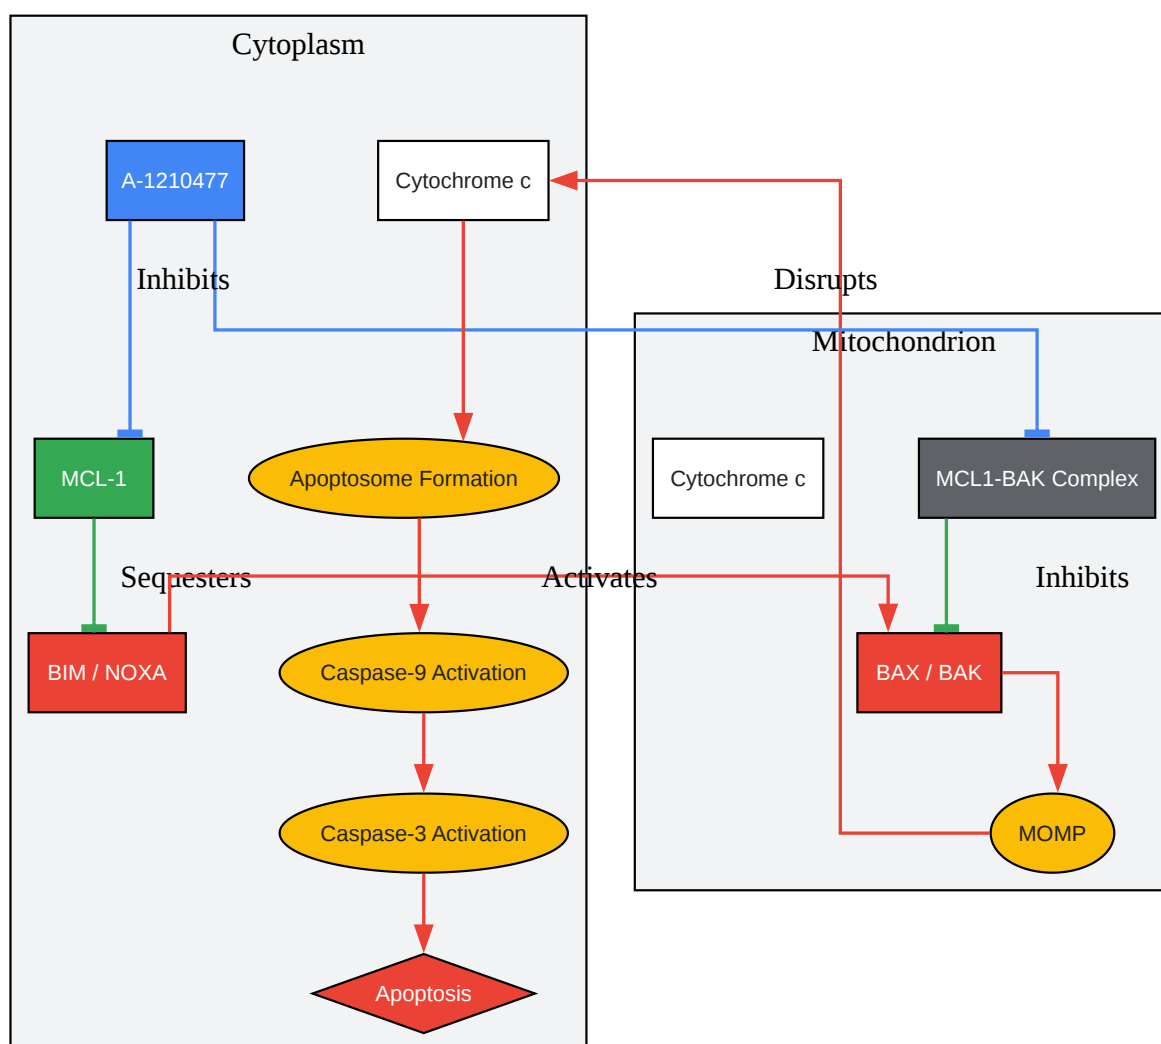 Cytoplasm
A-1210477
Cytochrome c
Inhibits
Disrupts
Mitochondrion
MCL-1
Apoptosome Formation
Cytochrome c
MCL1-BAK Complex
Sequesters
Activates
Inhibits
BIM / NOXA
Caspase-9 Activation
BAX / BAK
Caspase-3 Activation
MOMP
Apoptosis